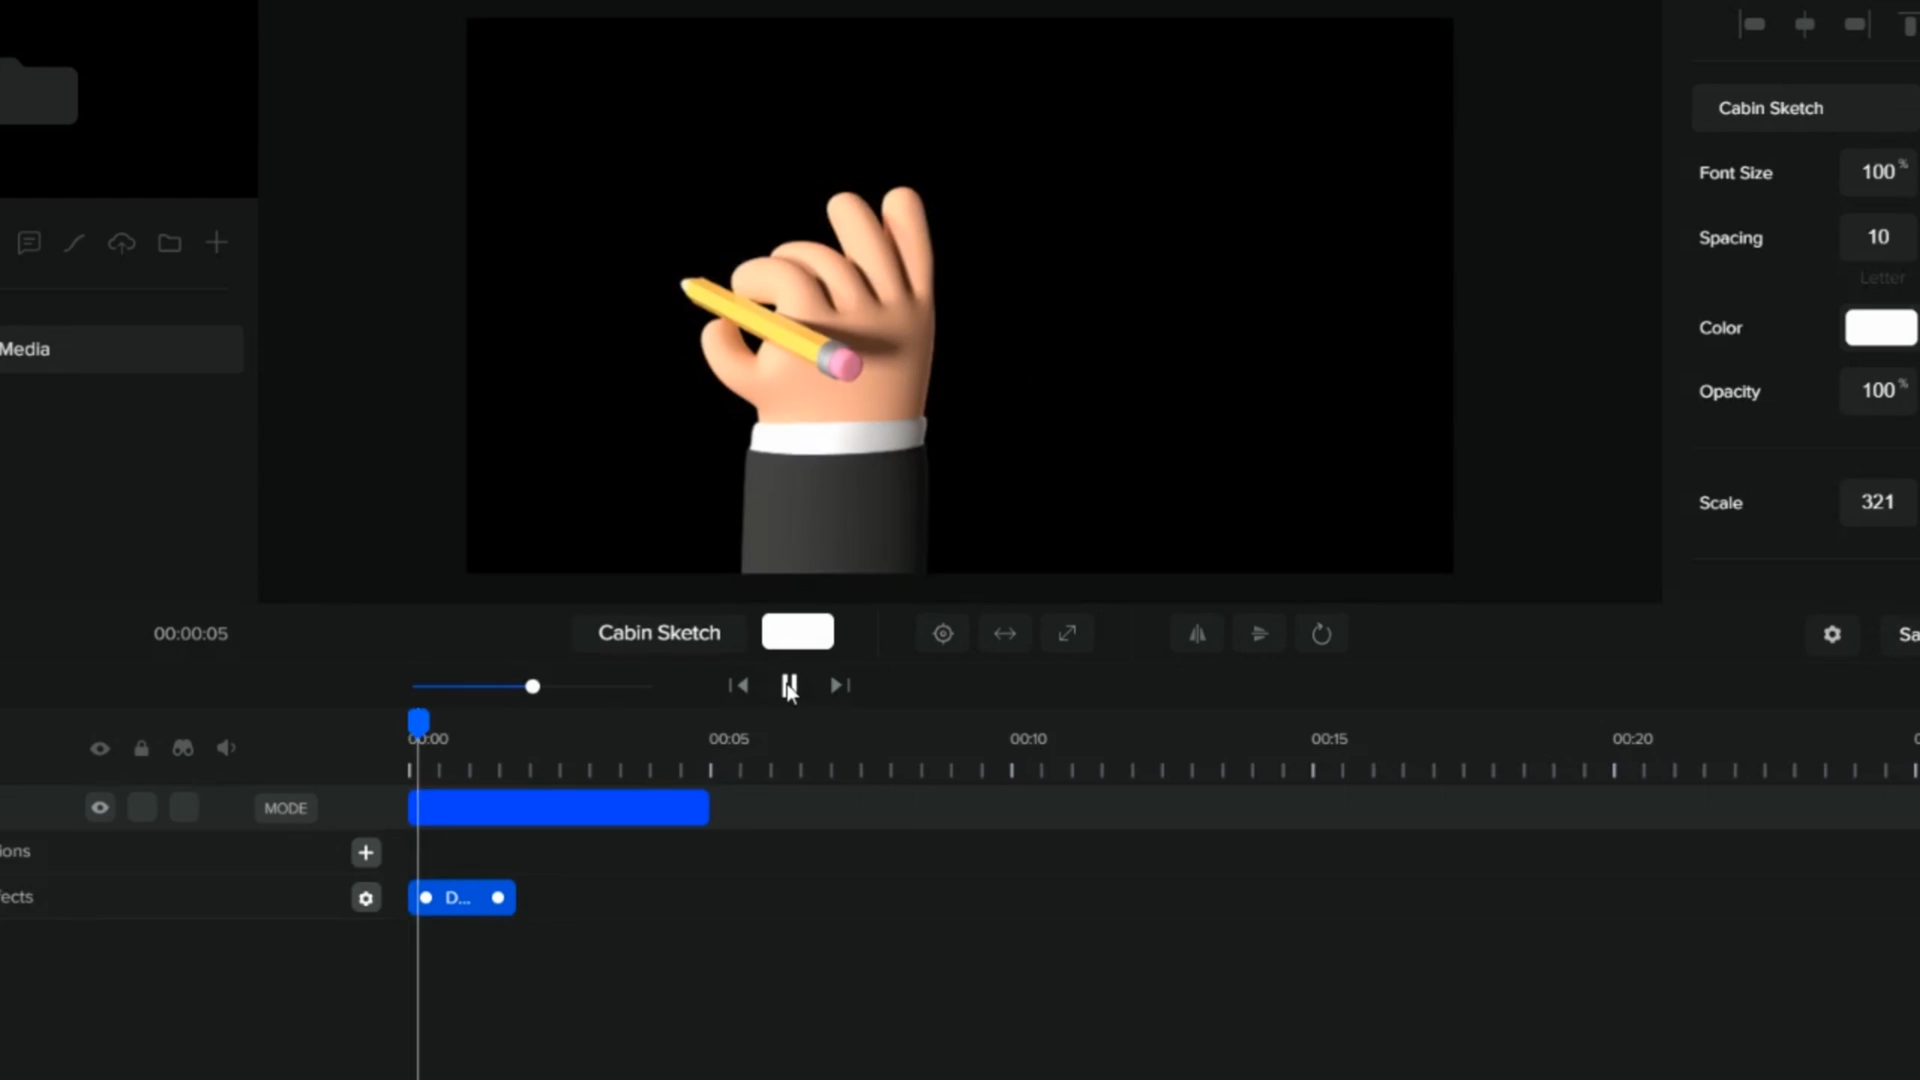 Cabin Sketch
Font Size
100 %
Spacing
10
Letter
Media
Color
Opacity
100 %
Scale
321
00:00:05
Cabin Sketch
Sa
00:00
00:05
00:10
00:15
00:20
MODE
ions
fects
D...